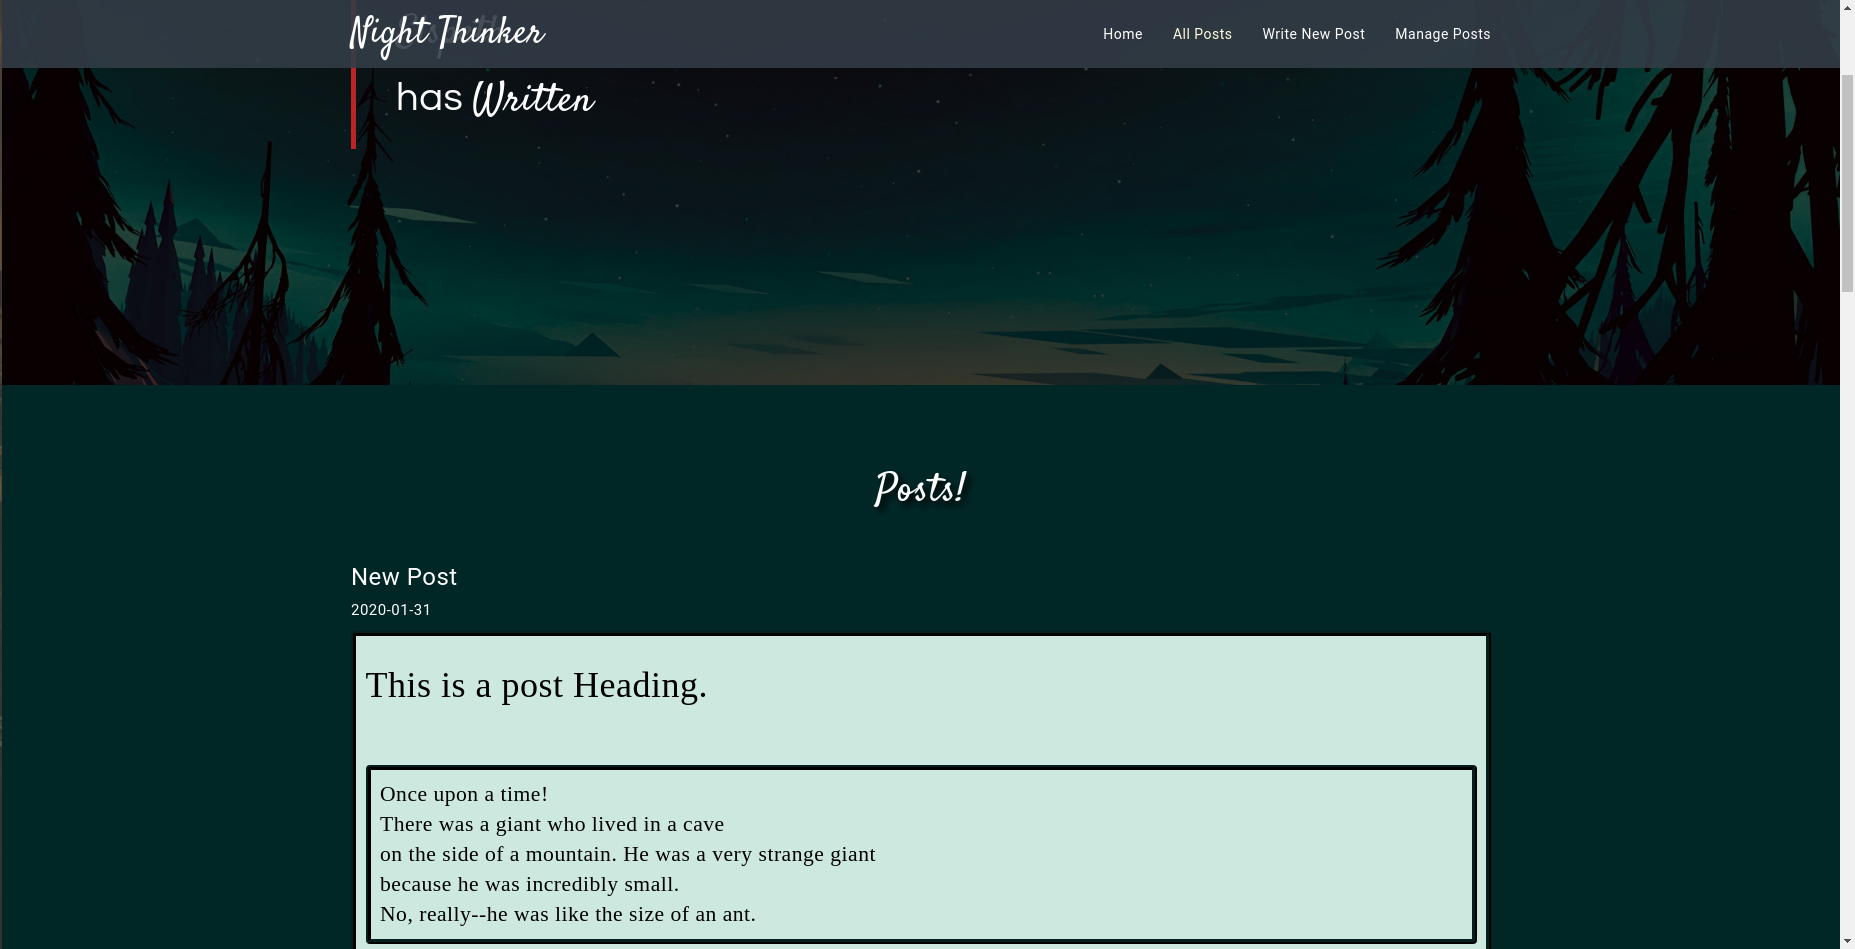 Night Thinker
Home
All Posts
Write New Post
Manage Posts
has Written
Posts!
New Post
2020-01-31
This is a post Heading.
Once upon a time!
There was a giant who lived in a cave
on the side of a mountain. He was a very strange giant
because he was incredibly small.
No, really--he was like the size of an ant.